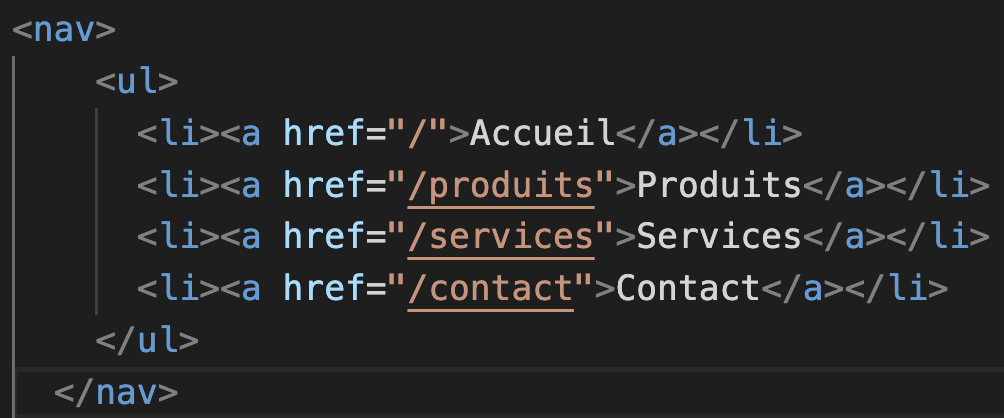 <nav>
<ul>
<li><a href="/">Accueil</a></li>
<li><a href="/produits">Produits</a></li>
<li><a href="/services">Services</a></li>
<li><a href="/contact">Contact</a></li>
</ul>
</nav>